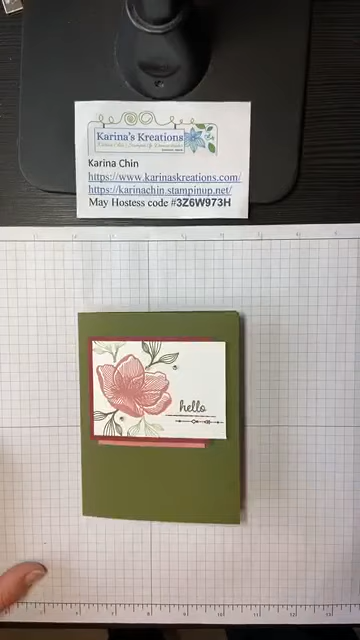 Karina's Kreations
Karina Chin
https://www.karinaskreations.com/
https://karinachin.stampinup.net/
May Hostess code #3Z6W973H
hello